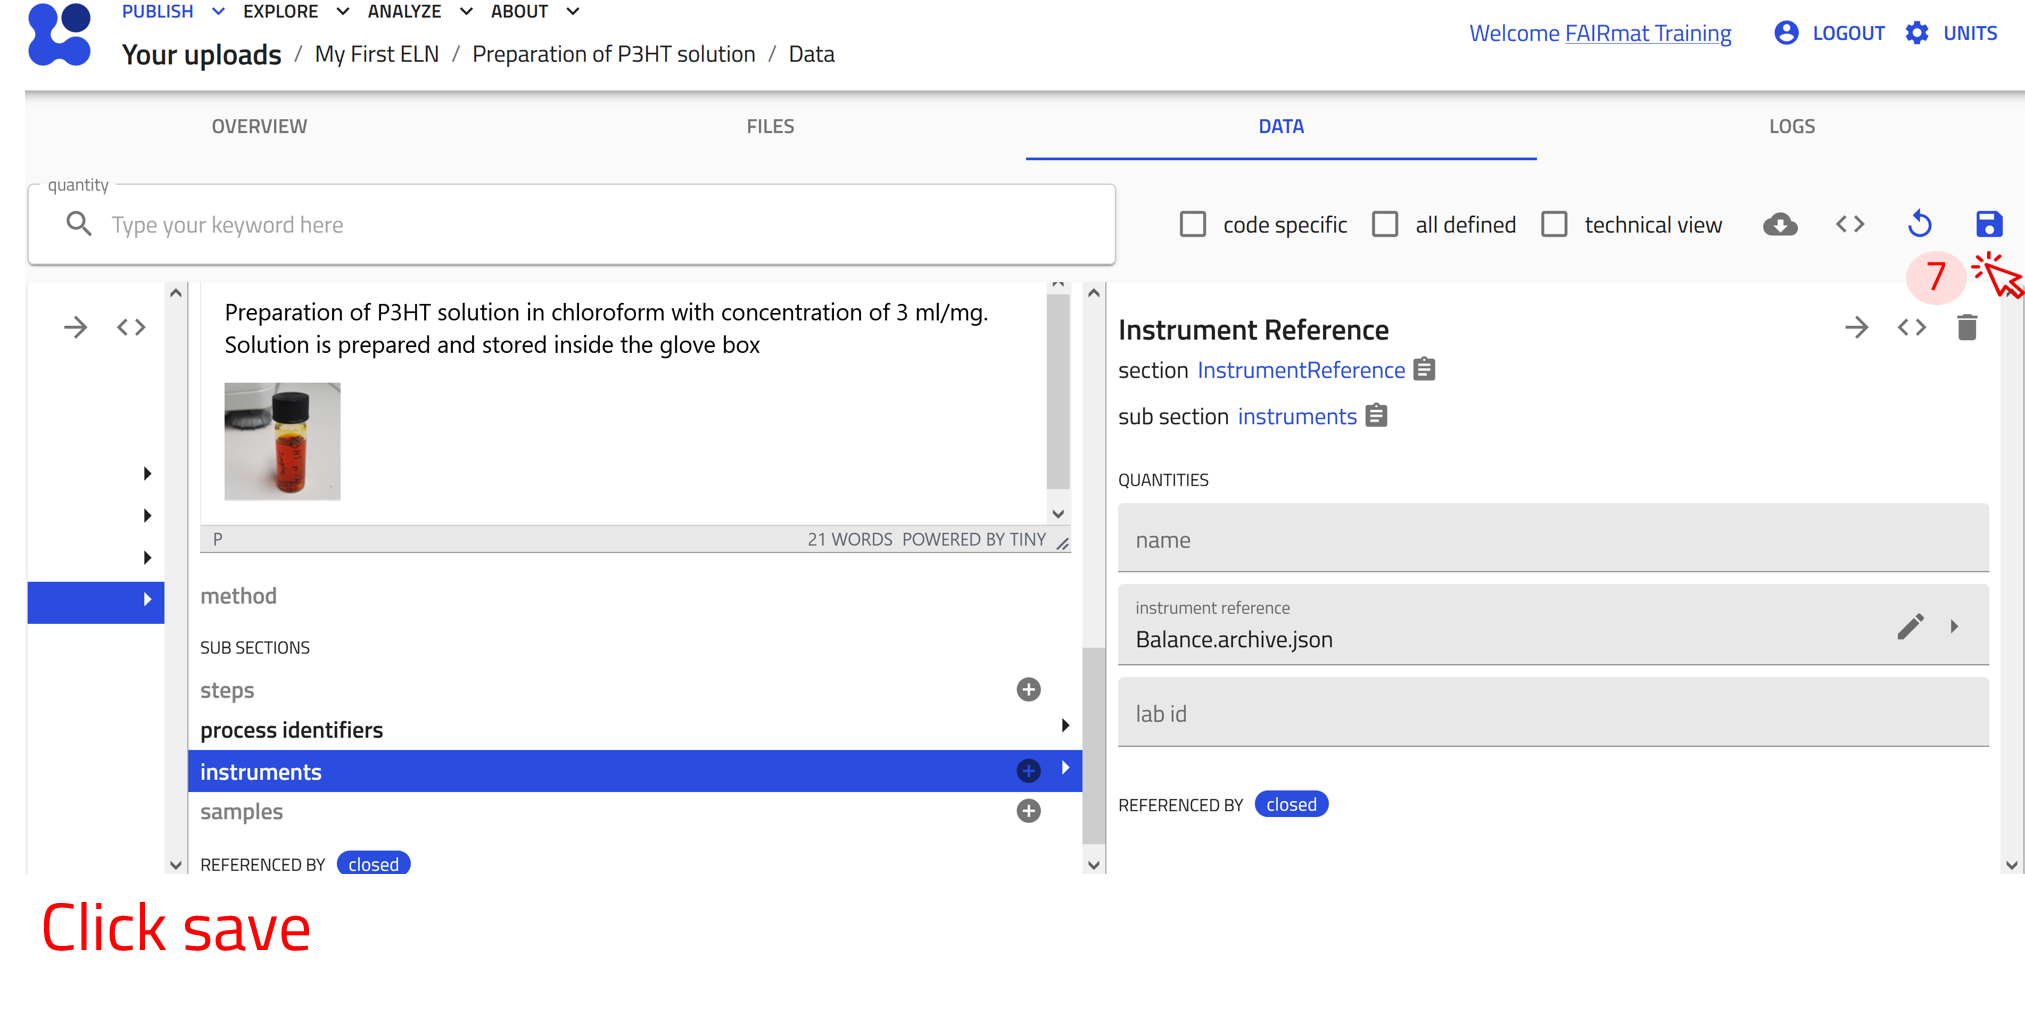 PUBLISH EXPLORE ANALYZE ABOUT
Your uploads / My First ELN / Preparation of P3HT solution / Data
Welcome FAIRmat Training LOGOUT UNITS
OVERVIEW FILES DATA LOGS
quantity
Type your keyword here
code specific all defined technical view
7
Preparation of P3HT solution in chloroform with concentration of 3 ml/mg.
Solution is prepared and stored inside the glove box
P 21 WORDS POWERED BY TINY
method
SUB SECTIONS
steps
process identifiers
instruments
samples
REFERENCED BY closed
Instrument Reference
section InstrumentReference
sub section instruments
QUANTITIES
name
instrument reference
Balance.archive.json
lab id
REFERENCED BY closed
Click save